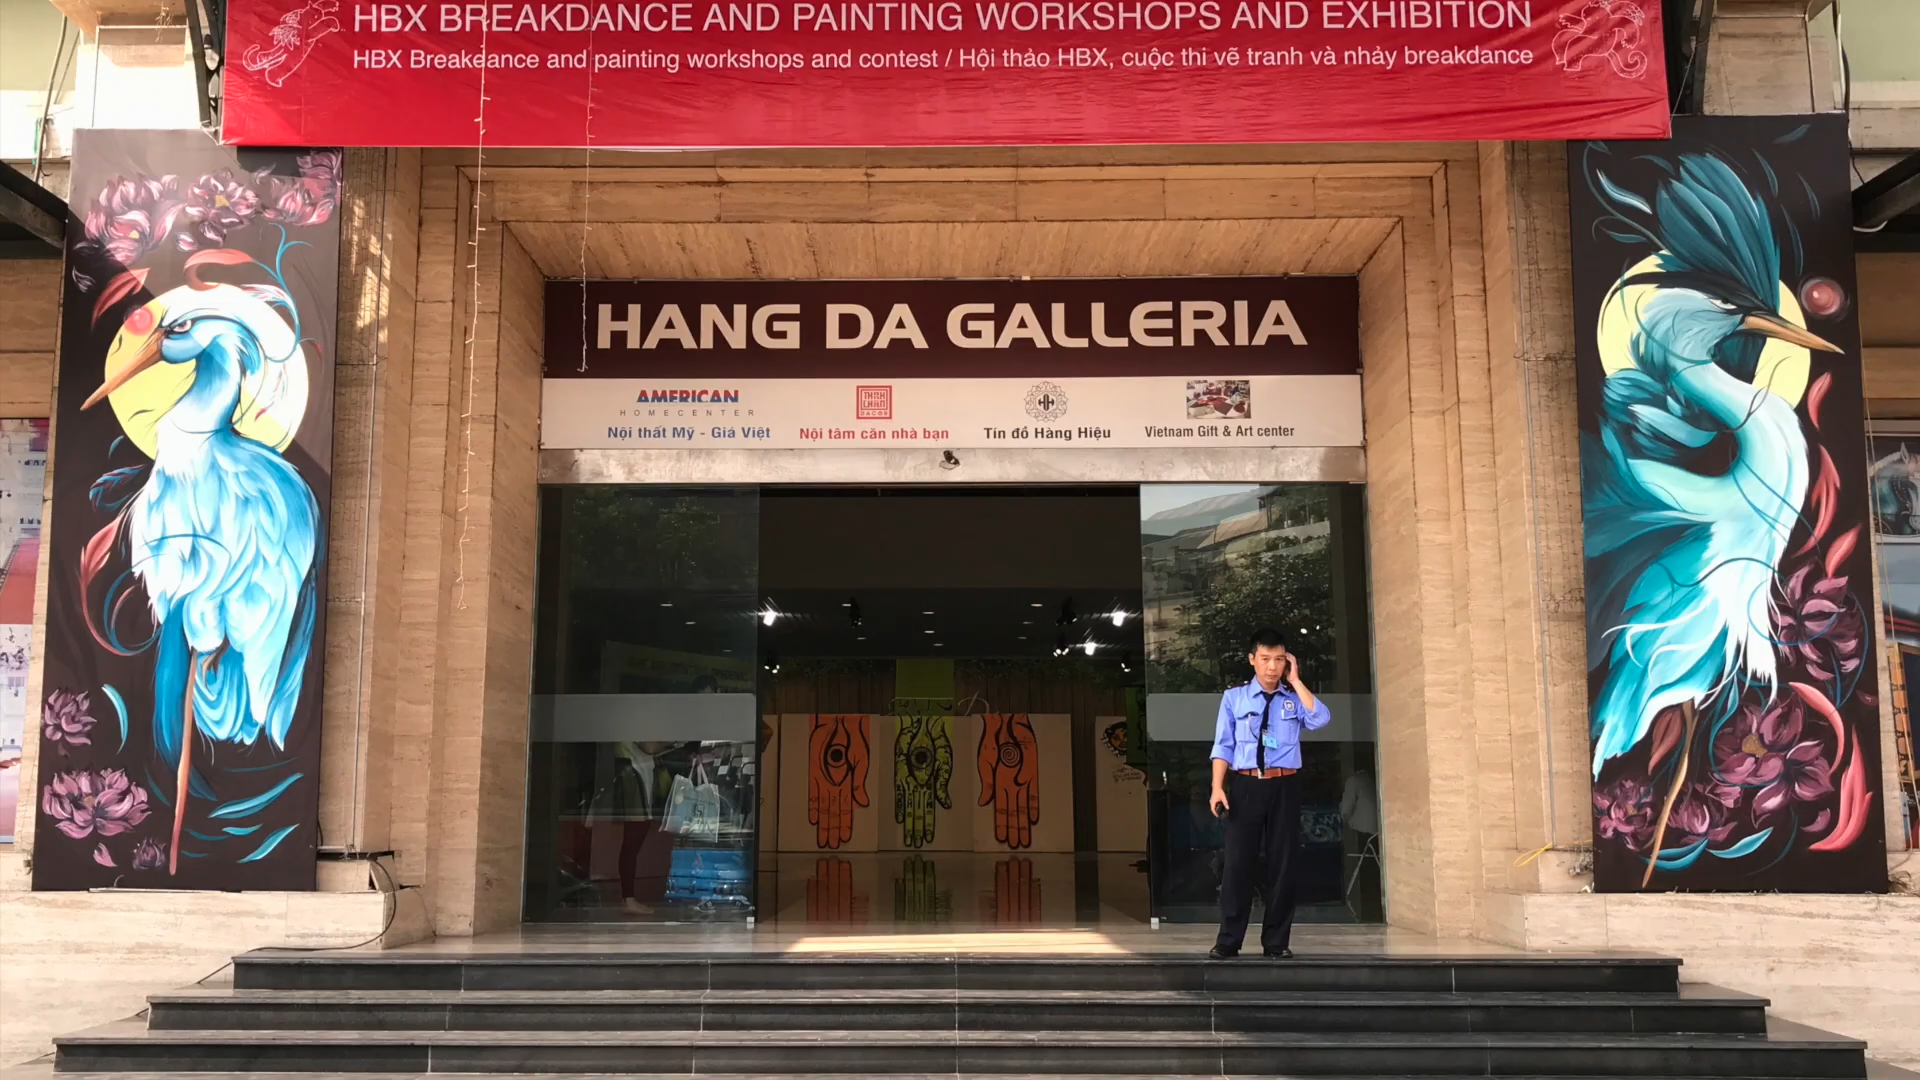 HBX BREAKDANCE AND PAINTING WORKSHOPS AND EXHIBITION
HBX Breakdance and painting workshops and contest / Hội thảo HBX, cuộc thi vẽ tranh và nhảy breakdance
HANG DA GALLERIA
AMERICAN
HOMECENTER
Nội thất Mỹ - Giá Việt
DACOR
Nội tâm căn nhà bạn
Tín đồ Hàng Hiệu
Vietnam Gift & Art center